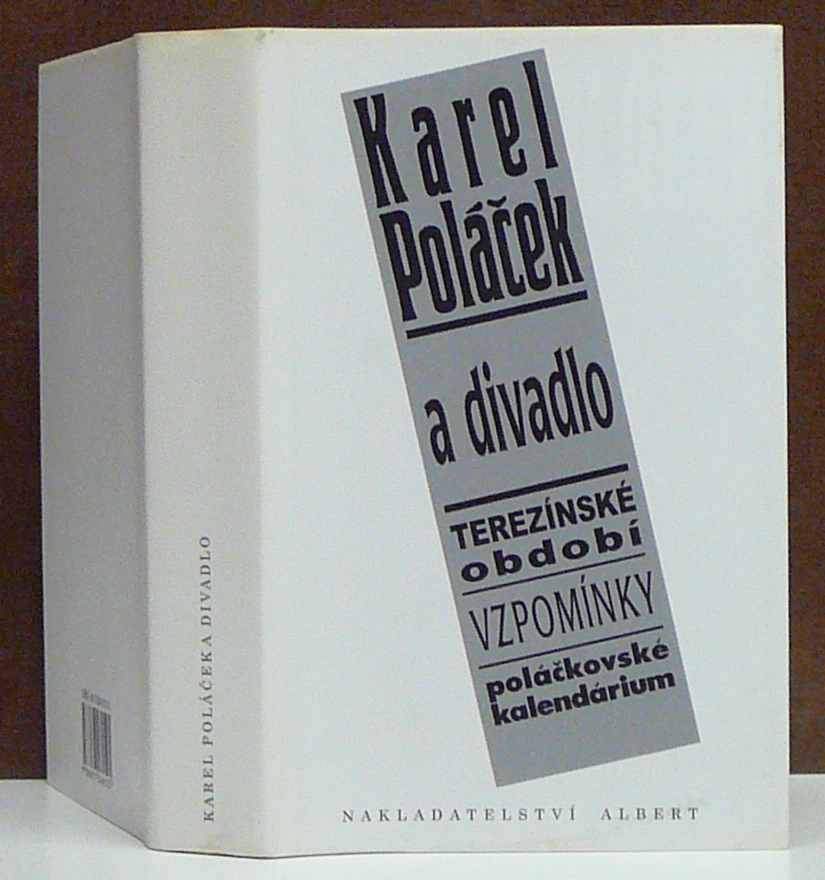 Karel
Poláček
a divadlo
TEREZÍNSKÉ
období
VZPOMÍNKY
poláčkovské
kalendárium
NAKLADATELSTVÍ ALBERT
KAREL POLÁČEK A DIVADLO